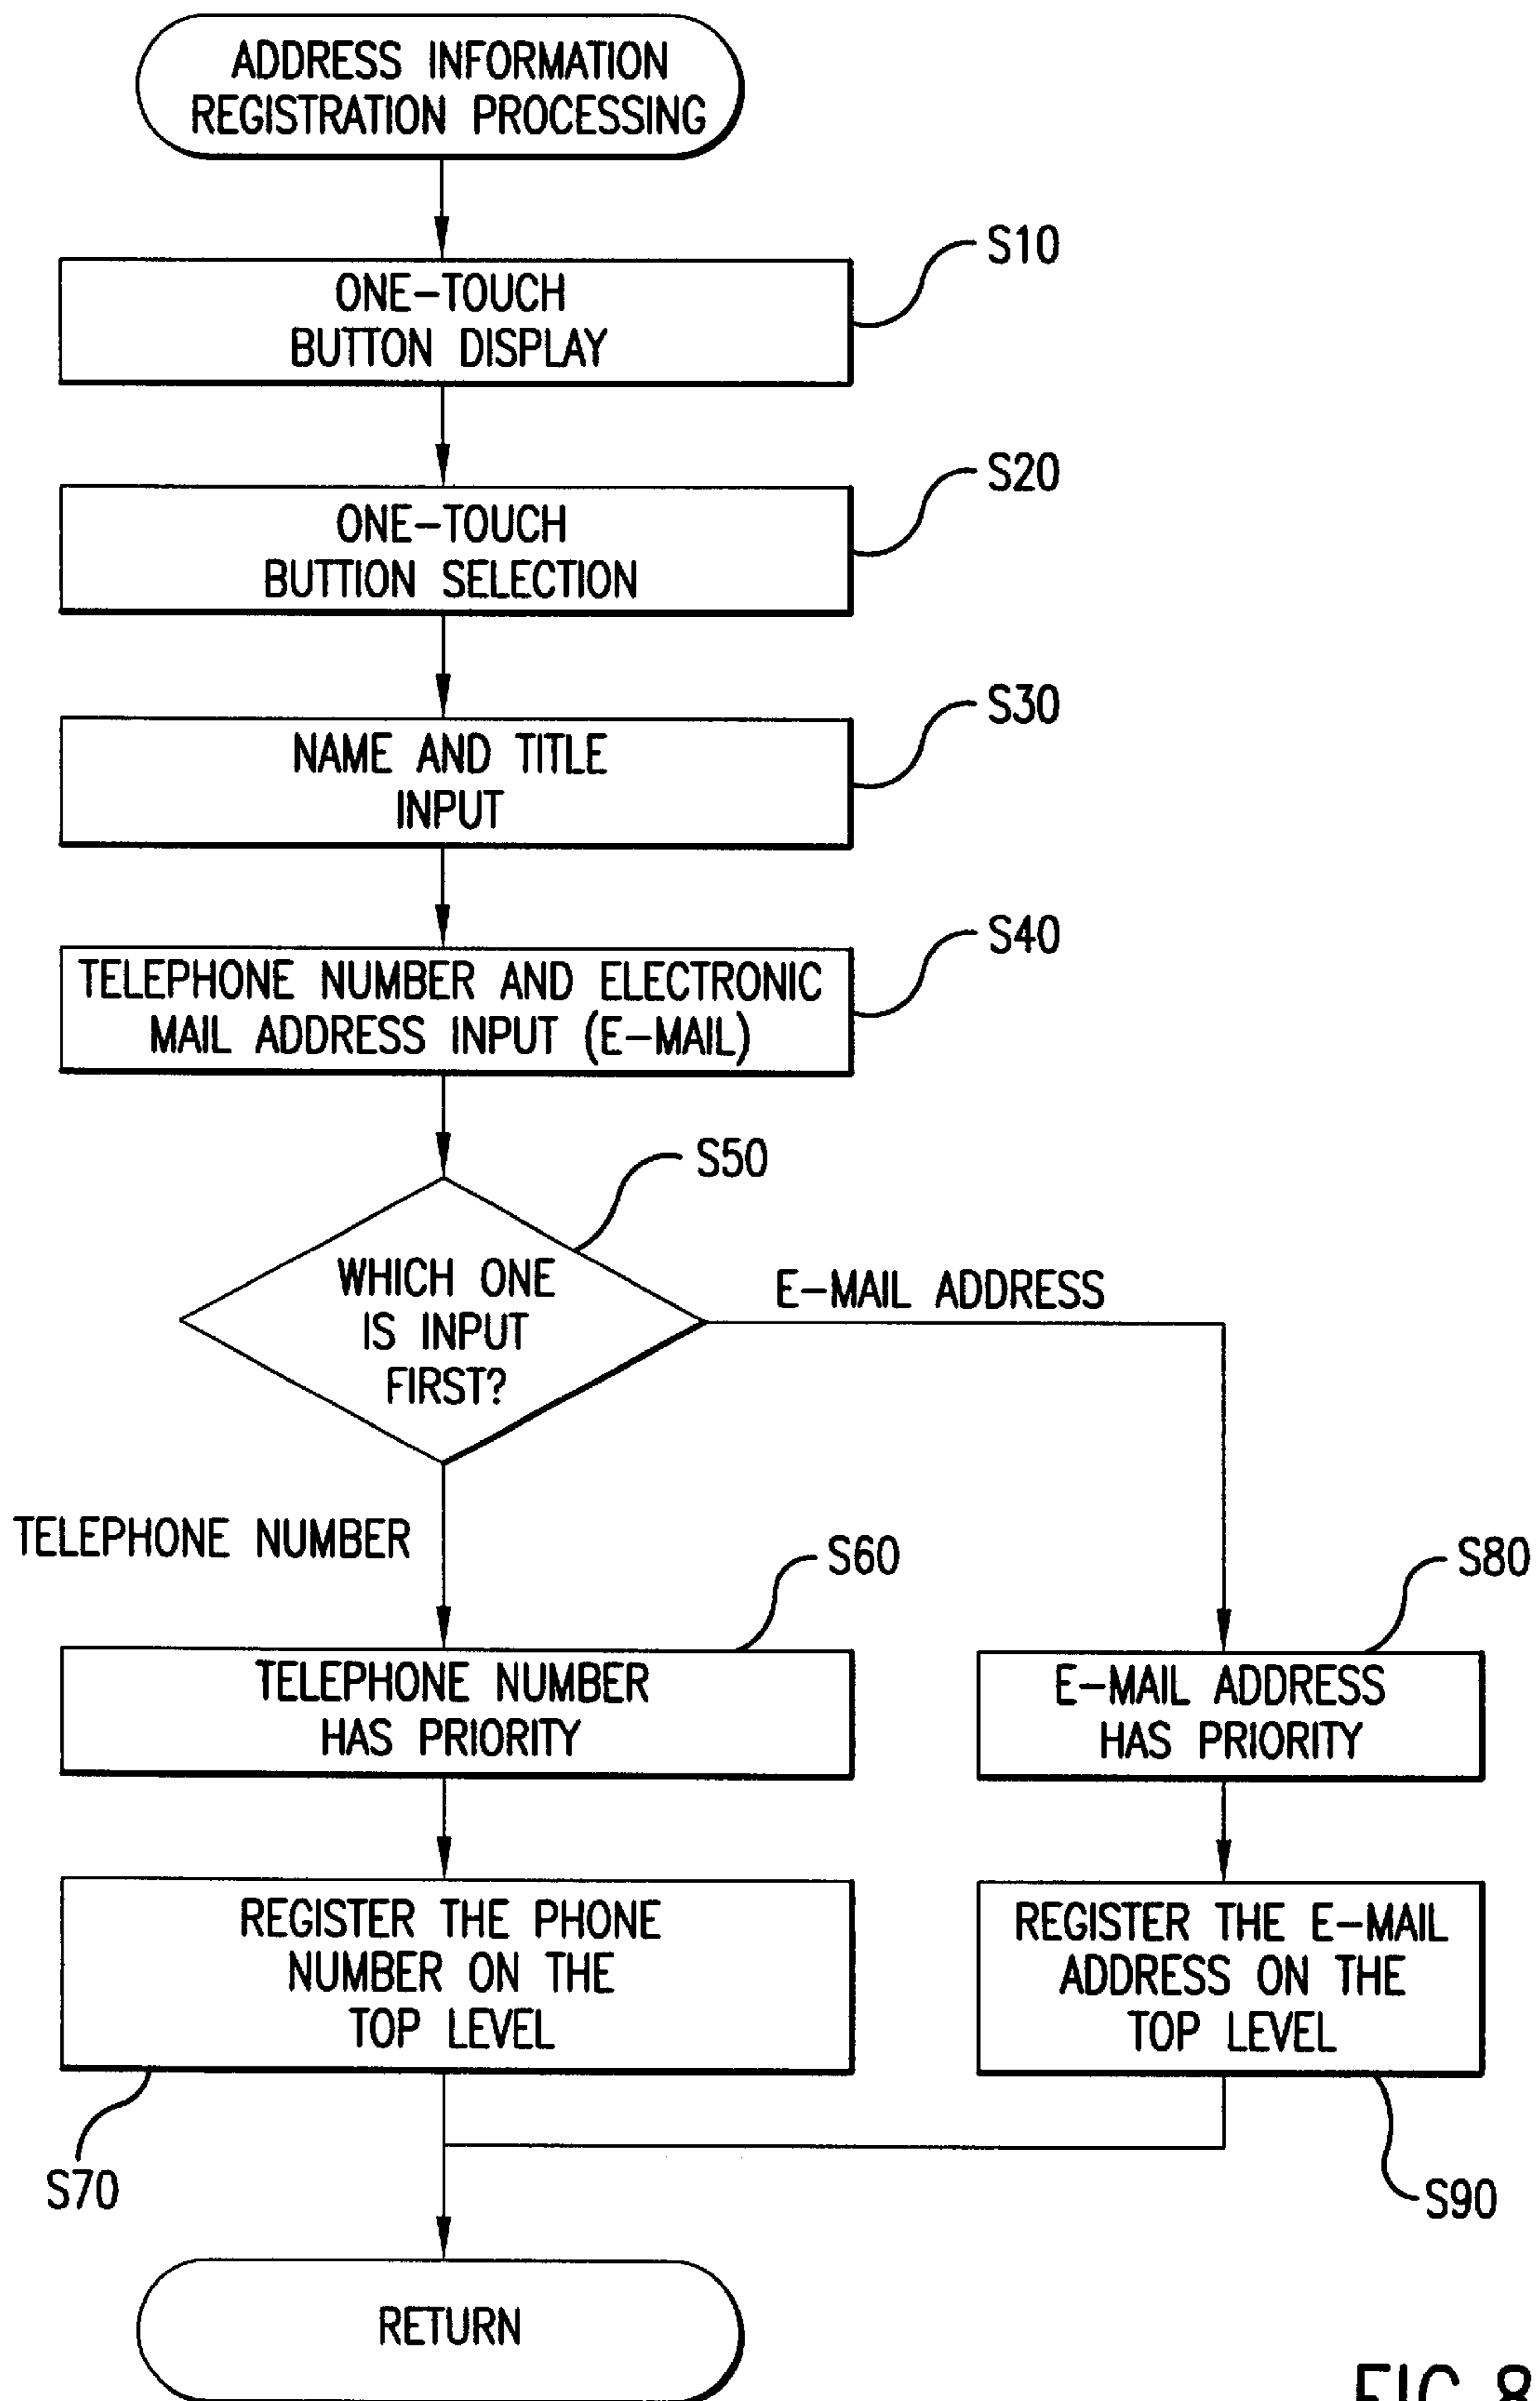 ADDRESS INFORMATION
REGISTRATION PROCESSING
S10
ONE-TOUCH
BUTTON DISPLAY
S20
ONE-TOUCH
BUTTION SELECTION
S30
NAME AND TITLE
INPUT
S40
TELEPHONE NUMBER AND ELECTRONIC
MAIL ADDRESS INPUT (E-MAIL)
S50
WHICH ONE
IS INPUT
FIRST?
E-MAIL ADDRESS
TELEPHONE NUMBER
S60
S80
TELEPHONE NUMBER
HAS PRIORITY
E-MAIL ADDRESS
HAS PRIORITY
REGISTER THE PHONE
NUMBER ON THE
TOP LEVEL
REGISTER THE E-MAIL
ADDRESS ON THE
TOP LEVEL
S70
S90
RETURN
FIG.8